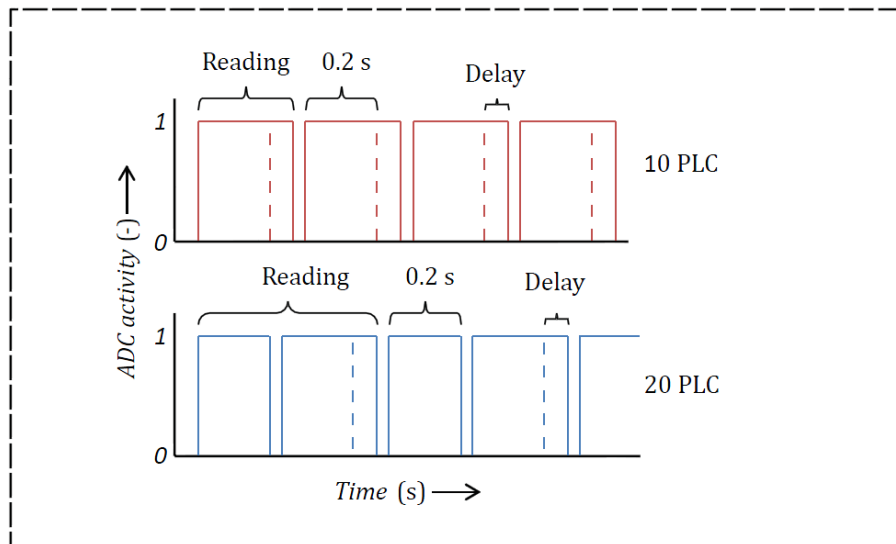 Reading 0.2 s Delay
1
10 PLC
0
ADC activity (-)
Reading 0.2 s Delay
1
20 PLC
0
Time (s)